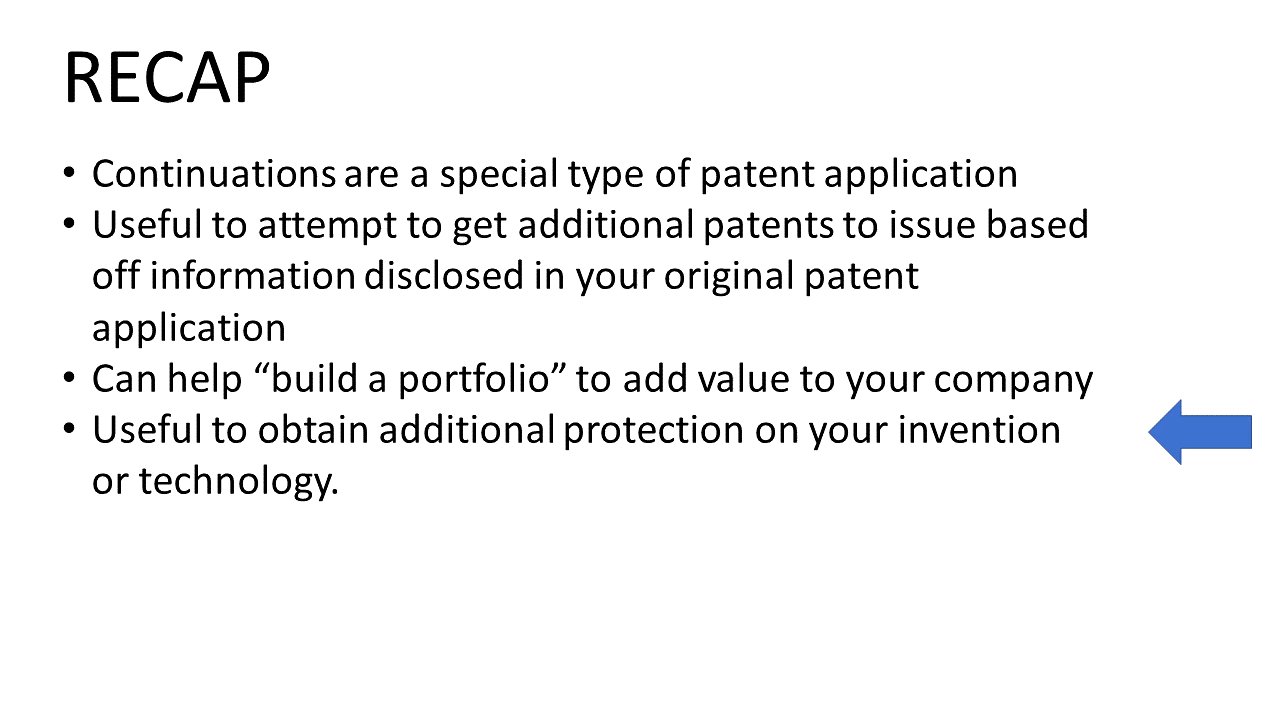 RECAP
• Continuations are a special type of patent application
• Useful to attempt to get additional patents to issue based
off information disclosed in your original patent
application
• Can help “build a portfolio” to add value to your company
• Useful to obtain additional protection on your invention
or technology.